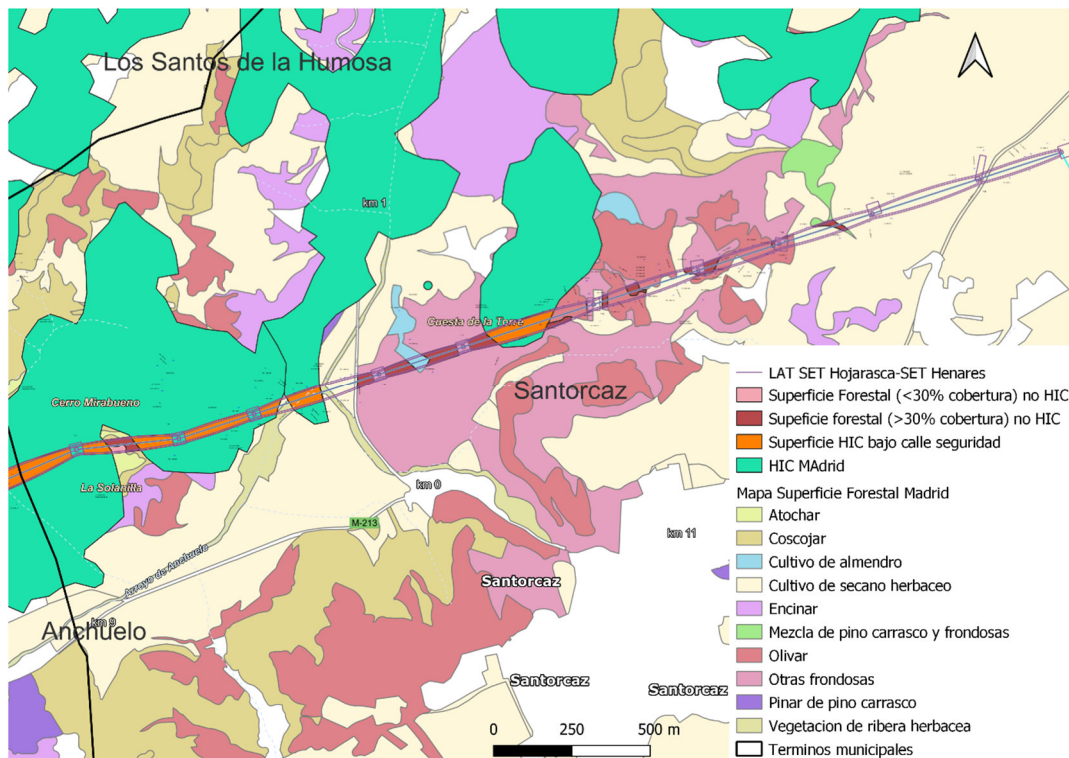 Los Santos de la Humosa
km 1
Cuesta de la Terre
Santorcaz
Cerro Mirabueno
La Solanilla
km 0
M-213
km 11
Arroyo de Anchuelo
Santorcaz
km 9
Anchuelo
Santorcaz
Santorcaz
0 250 500 m
LAT SET Hojarasca-SET Henares
Superficie Forestal (<30% cobertura) no HIC
Supeficie forestal (>30% cobertura) no HIC
Superficie HIC bajo calle seguridad
HIC MAdrid
Mapa Superficie Forestal Madrid
Atochar
Coscojar
Cultivo de almendro
Cultivo de secano herbaceo
Encinar
Mezcla de pino carrasco y frondosas
Olivar
Otras frondosas
Pinar de pino carrasco
Vegetacion de ribera herbacea
Terminos municipales